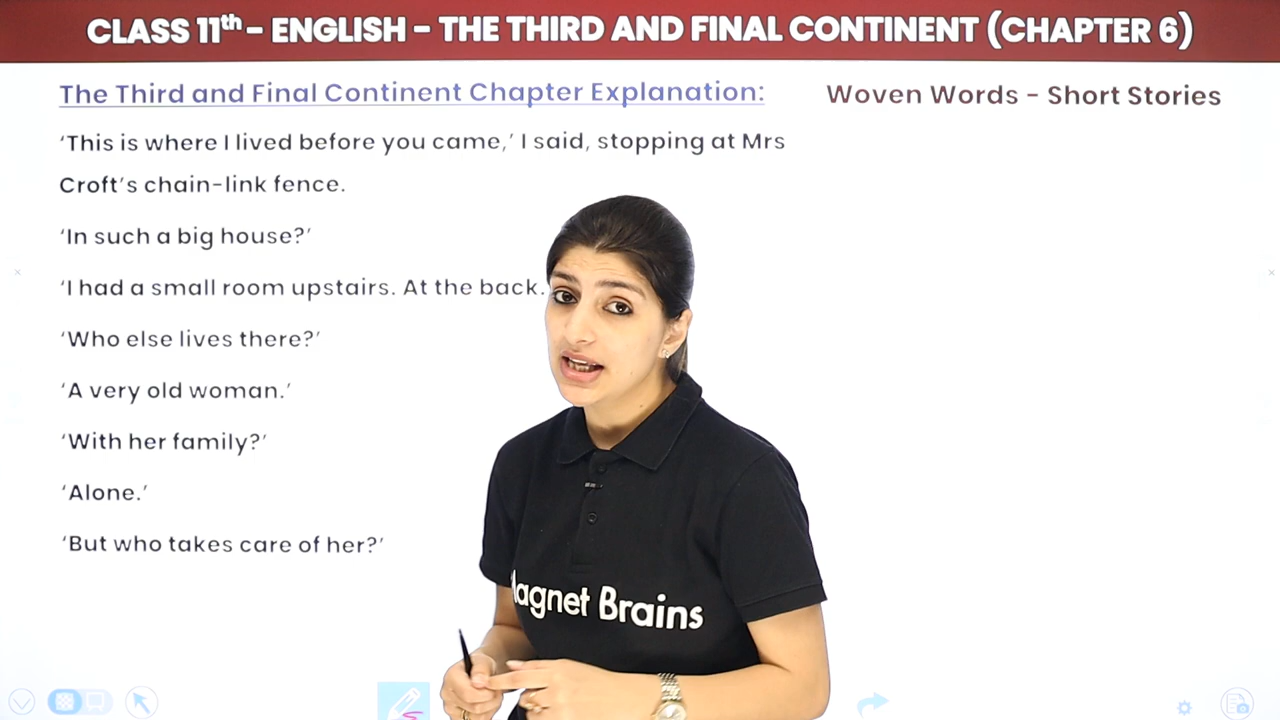 CLASS 11th - ENGLISH - THE THIRD AND FINAL CONTINENT (CHAPTER 6)
The Third and Final Continent Chapter Explanation: Woven Words - Short Stories
‘This is where I lived before you came,’ I said, stopping at Mrs
Croft’s chain-link fence.
‘In such a big house?’
‘I had a small room upstairs. At the back.
‘Who else lives there?’
‘A very old woman.’
‘With her family?’
‘Alone.’
‘But who takes care of her?’
agnet Brains